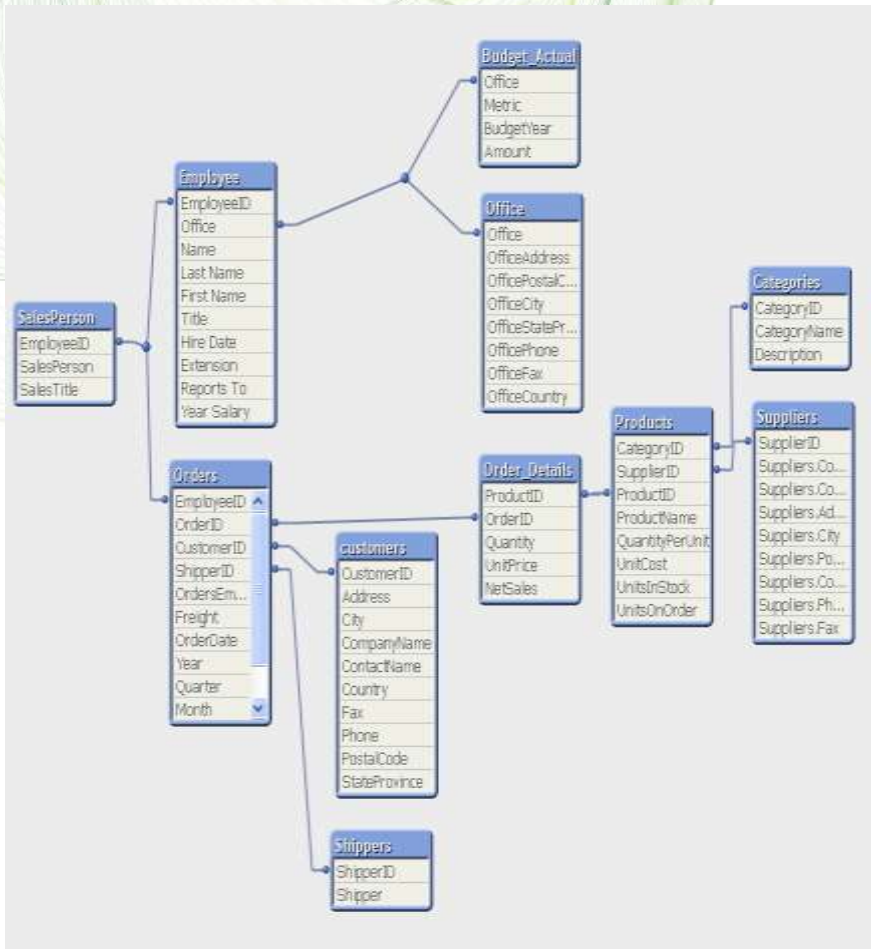 Budget_Actual
Office
Metric
BudgetYear
Amount
Employee
EmployeeID
Office
Name
Last Name
First Name
Title
Hire Date
Extension
Reports To
Year Salary
Office
Office
OfficeAddress
OfficePostalC...
OfficeCity
OfficeStatePr...
OfficePhone
OfficeFax
OfficeCountry
SalesPerson
EmployeeID
SalesPerson
SalesTitle
Categories
CategoryID
CategoryName
Description
Orders
EmployeeID
OrderID
CustomerID
ShipperID
OrdersEm...
Freight
OrderDate
Year
Quarter
Month
customers
CustomerID
Address
City
CompanyName
ContactName
Country
Fax
Phone
PostalCode
StateProvince
Order_Details
ProductID
OrderID
Quantity
UnitPrice
NetSales
Products
CategoryID
SupplierID
ProductID
ProductName
QuantityPerUnit
UnitCost
UnitsInStock
UnitsOnOrder
Suppliers
SupplierID
Suppliers.Co...
Suppliers.Co...
Suppliers.Ad...
Suppliers.City
Suppliers.Po...
Suppliers.Co...
Suppliers.Ph...
Suppliers.Fax
Shippers
ShipperID
Shipper